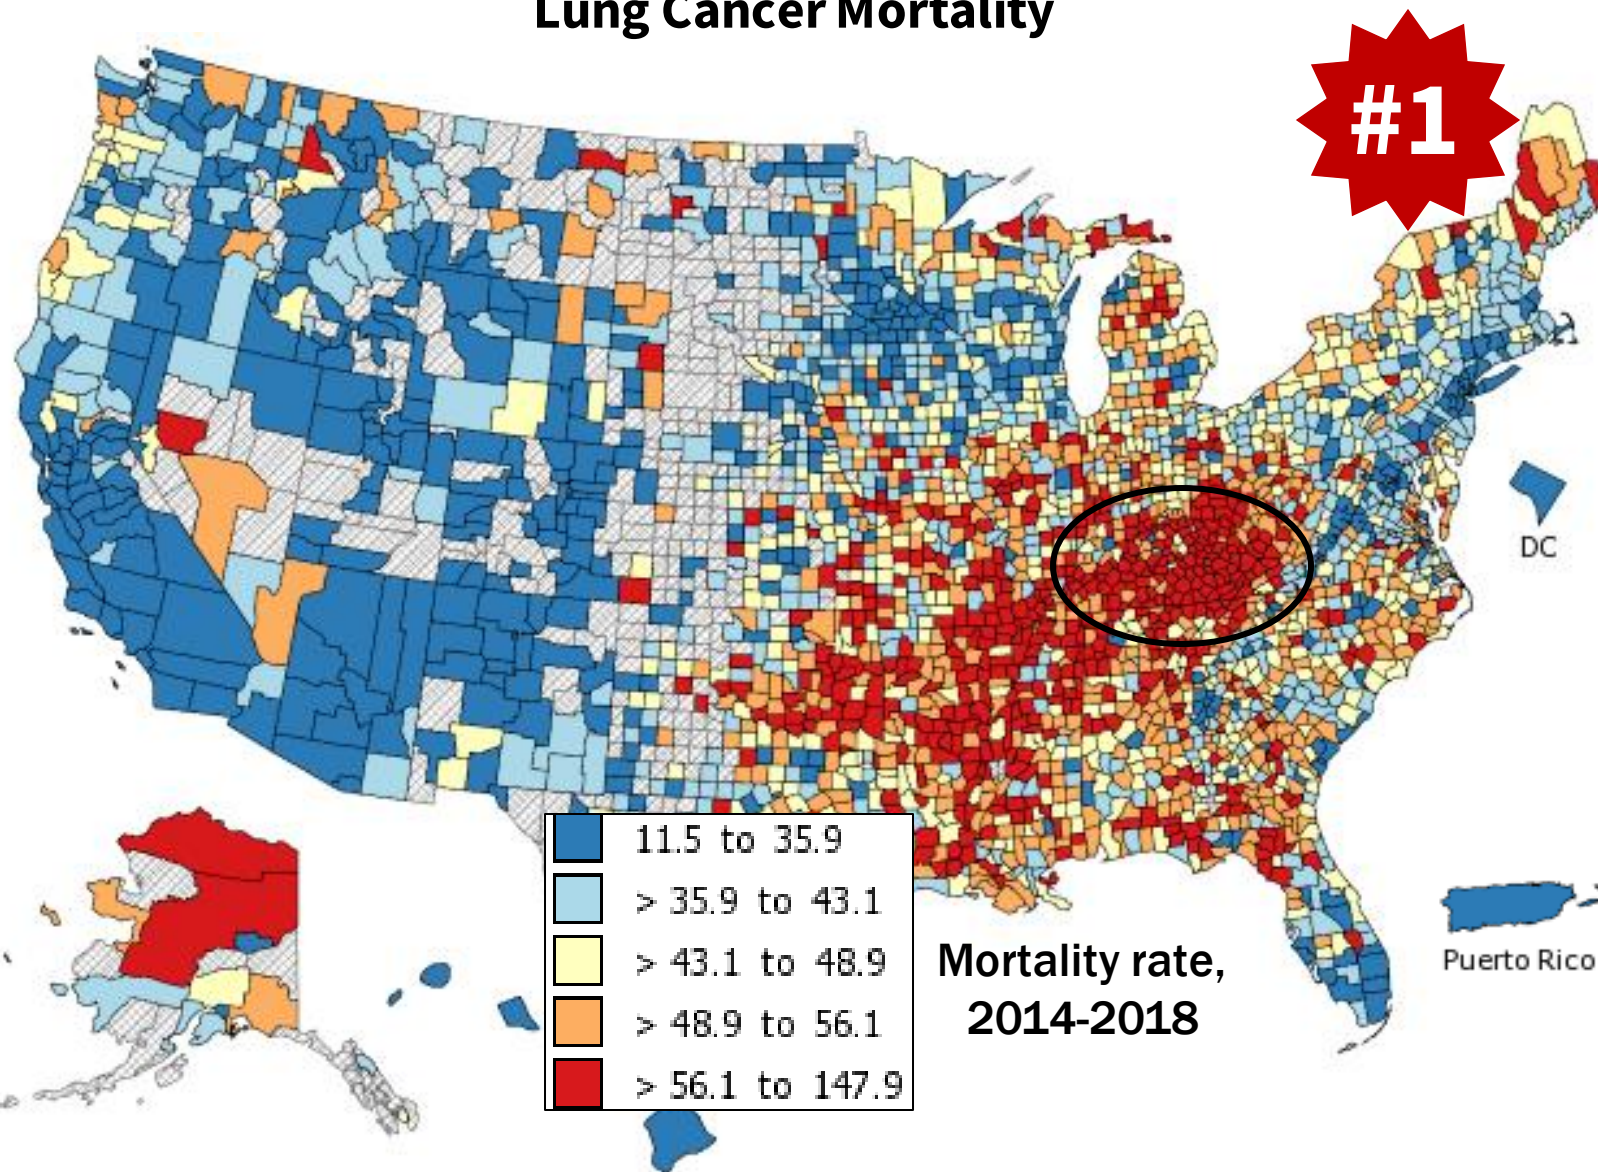 Lung Cancer Mortality
#1
DC
11.5 to 35.9
> 35.9 to 43.1
> 43.1 to 48.9
> 48.9 to 56.1
> 56.1 to 147.9
Mortality rate,
2014-2018
Puerto Rico